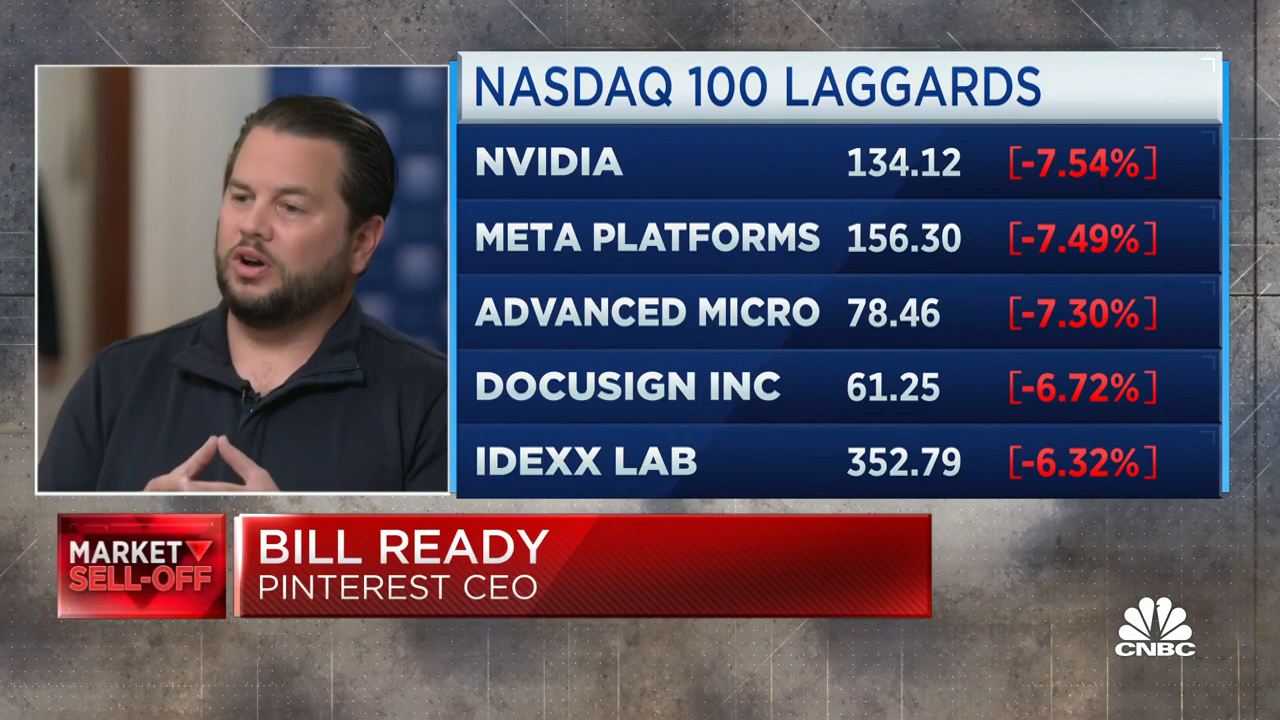 NASDAQ 100 LAGGARDS
NVIDIA 134.12 [-7.54%]
META PLATFORMS 156.30 [-7.49%]
ADVANCED MICRO 78.46 [-7.30%]
DOCUSIGN INC 61.25 [-6.72%]
IDEXX LAB 352.79 [-6.32%]
MARKET
SELL-OFF
BILL READY
PINTEREST CEO
CNBC